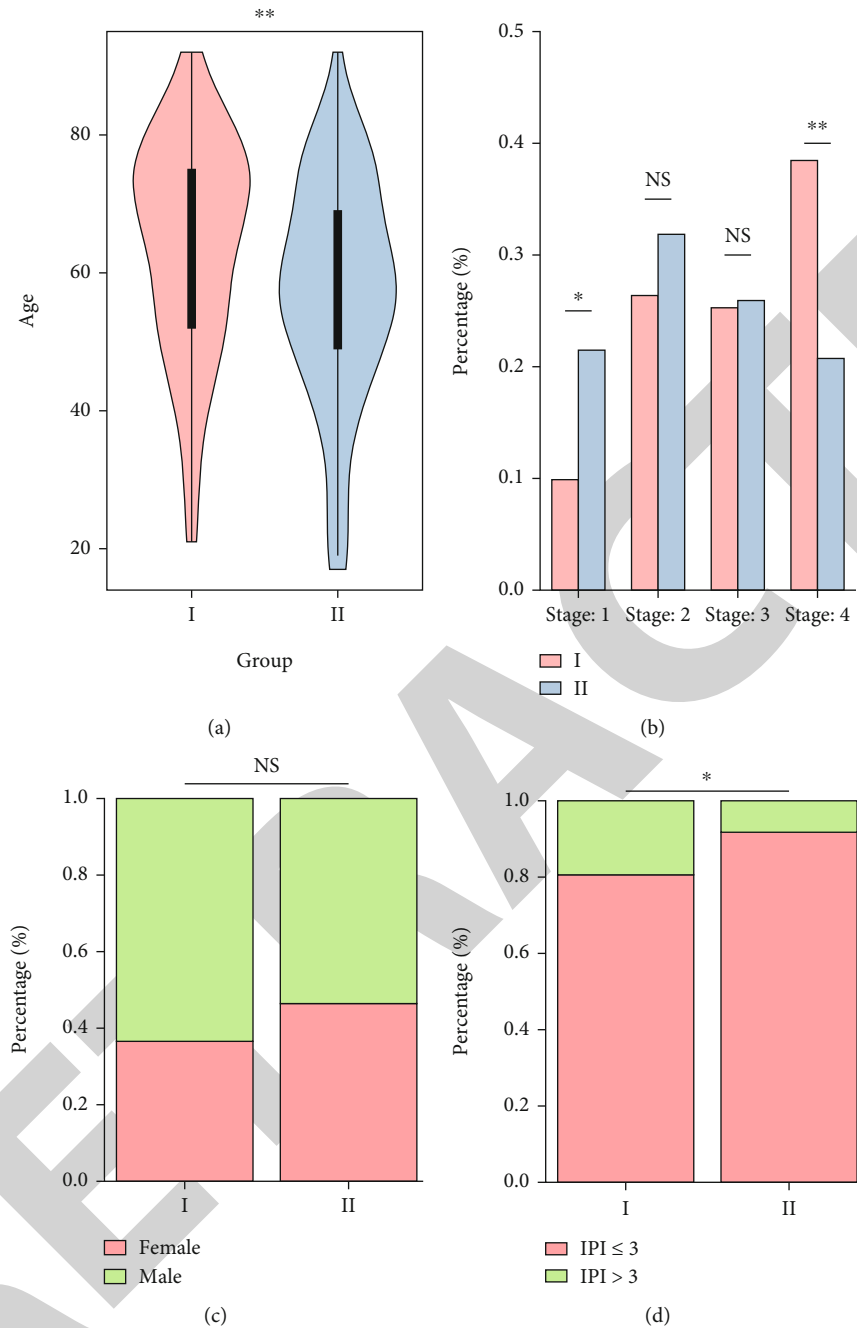 **
80
60
40
20
Age
I
II
Group
(a)
0.5
0.4
0.3
0.2
0.1
0.0
Percentage (%)
*
NS
NS
**
Stage: 1 Stage: 2 Stage: 3 Stage: 4
I
II
(b)
NS
1.0
0.8
0.6
0.4
0.2
0.0
Percentage (%)
I
II
Female
Male
(c)
*
1.0
0.8
0.6
0.4
0.2
0.0
Percentage (%)
I
II
IPI ≤ 3
IPI > 3
(d)